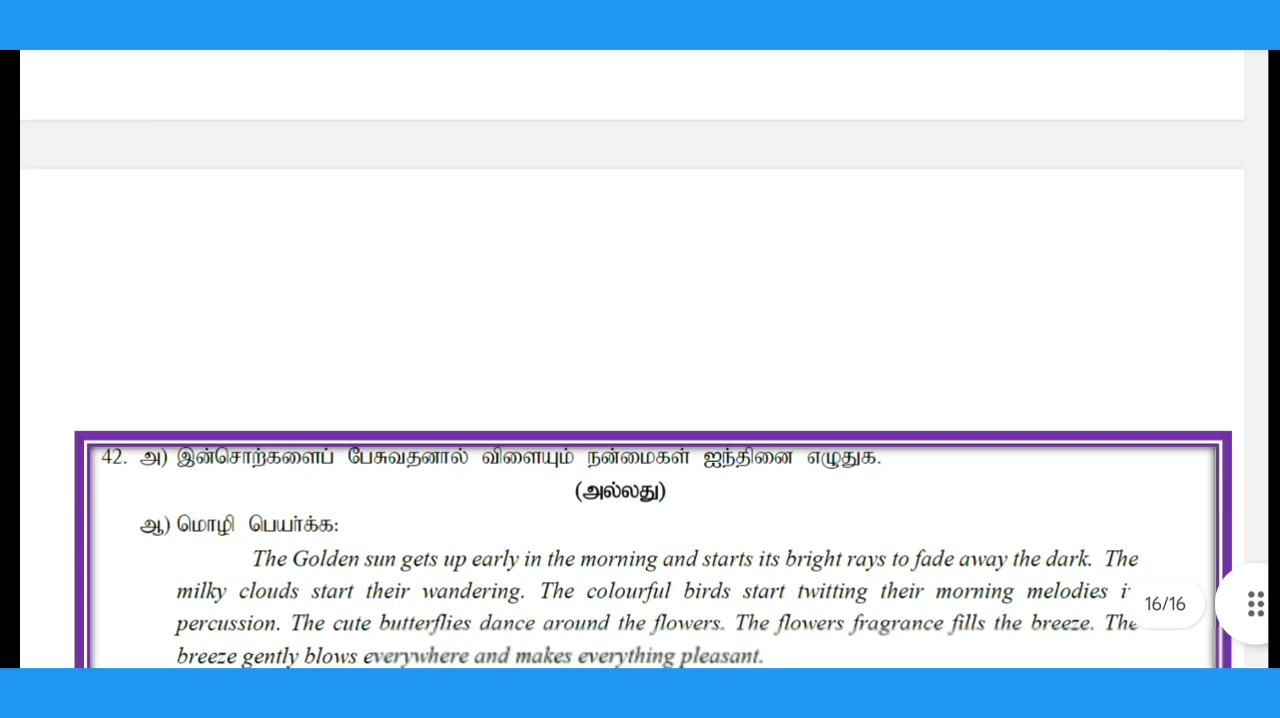 42. அ) இன்சொற்களைப் பேசுவதனால் விளையும் நன்மைகள் ஐந்தினை எழுதுக.
(அல்லது)
ஆ) மொழி பெயர்க்க:
The Golden sun gets up early in the morning and starts its bright rays to fade away the dark. The
milky clouds start their wandering. The colourful birds start twitting their morning melodies
percussion. The cute butterflies dance around the flowers. The flowers fragrance fills the breeze. The
breeze gently blows everywhere and makes everything pleasant.
16/16